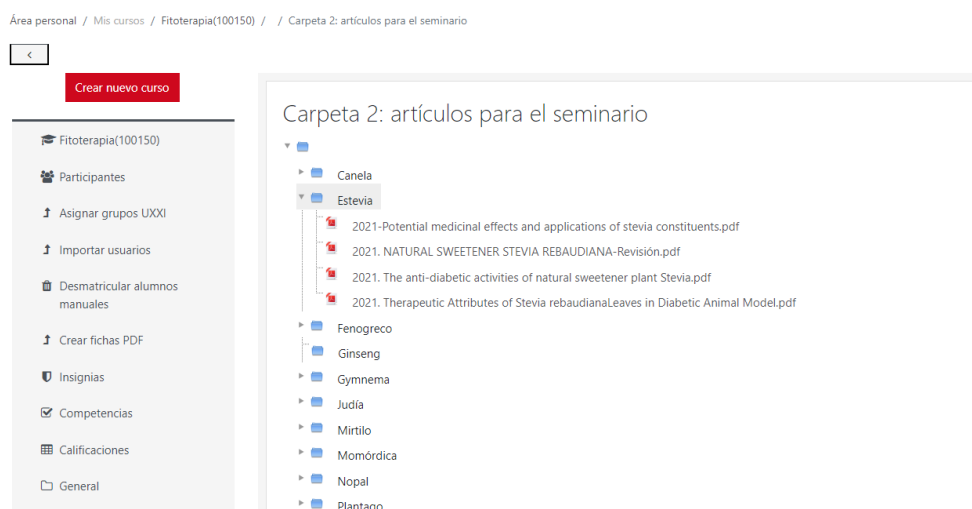 Área personal / Mis cursos / Fitoterapia(100150) / / Carpeta 2: artículos para el seminario
<
Crear nuevo curso
Fitoterapia(100150)
Participantes
Asignar grupos UXXI
Importar usuarios
Desmatricular alumnos
manuales
Crear fichas PDF
Insignias
Competencias
Calificaciones
General
Carpeta 2: artículos para el seminario
Canela
Estevia
2021-Potential medicinal effects and applications of stevia constituents.pdf
2021. NATURAL SWEETENER STEVIA REBAUDIANA-Revisión.pdf
2021. The anti-diabetic activities of natural sweetener plant Stevia.pdf
2021. Therapeutic Attributes of Stevia rebaudianaLeaves in Diabetic Animal Model.pdf
Fenogreco
Ginseng
Gymnema
Judía
Mirtilo
Momórdica
Nopal
Plantago